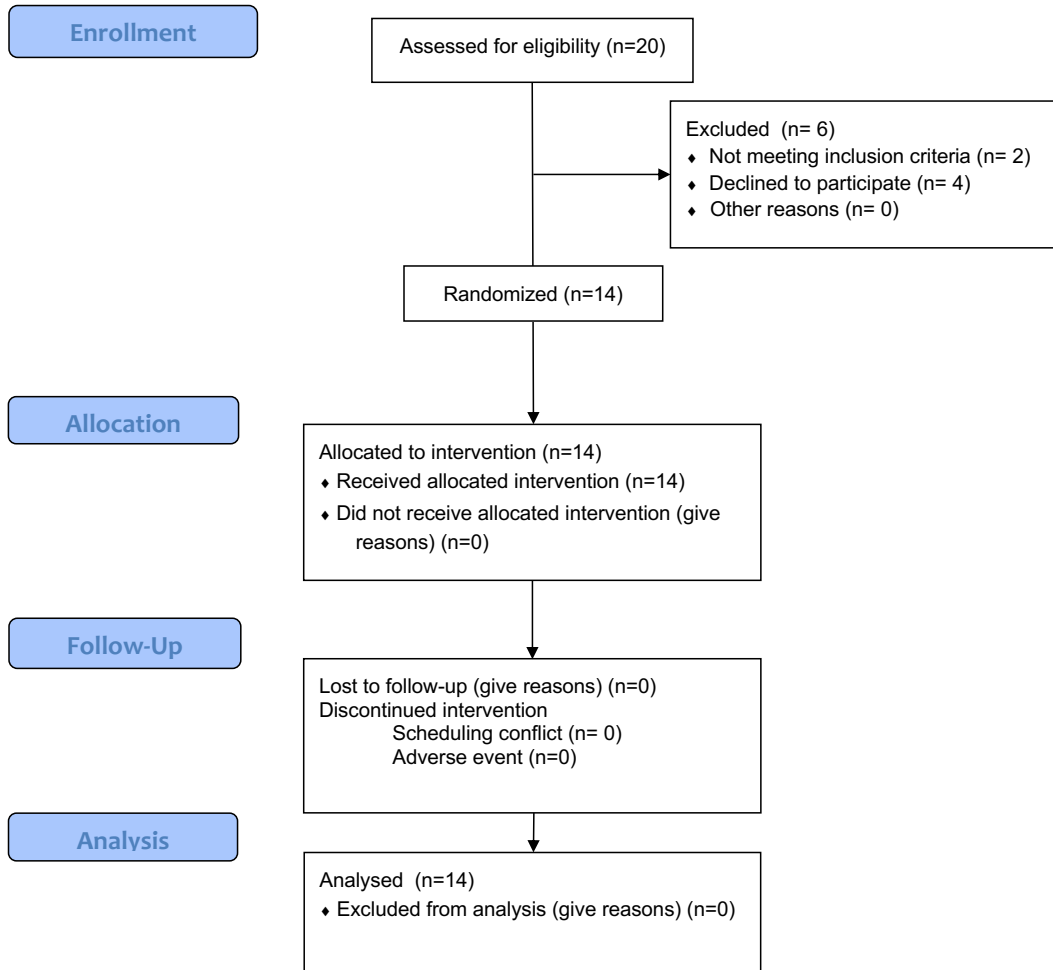 Enrollment
Assessed for eligibility (n=20)
Excluded (n= 6)
♦ Not meeting inclusion criteria (n= 2)
♦ Declined to participate (n= 4)
♦ Other reasons (n= 0)
Randomized (n=14)
Allocation
Allocated to intervention (n=14)
♦ Received allocated intervention (n=14)
♦ Did not receive allocated intervention (give
reasons) (n=0)
Follow-Up
Lost to follow-up (give reasons) (n=0)
Discontinued intervention
Scheduling conflict (n= 0)
Adverse event (n=0)
Analysis
Analysed (n=14)
♦ Excluded from analysis (give reasons) (n=0)